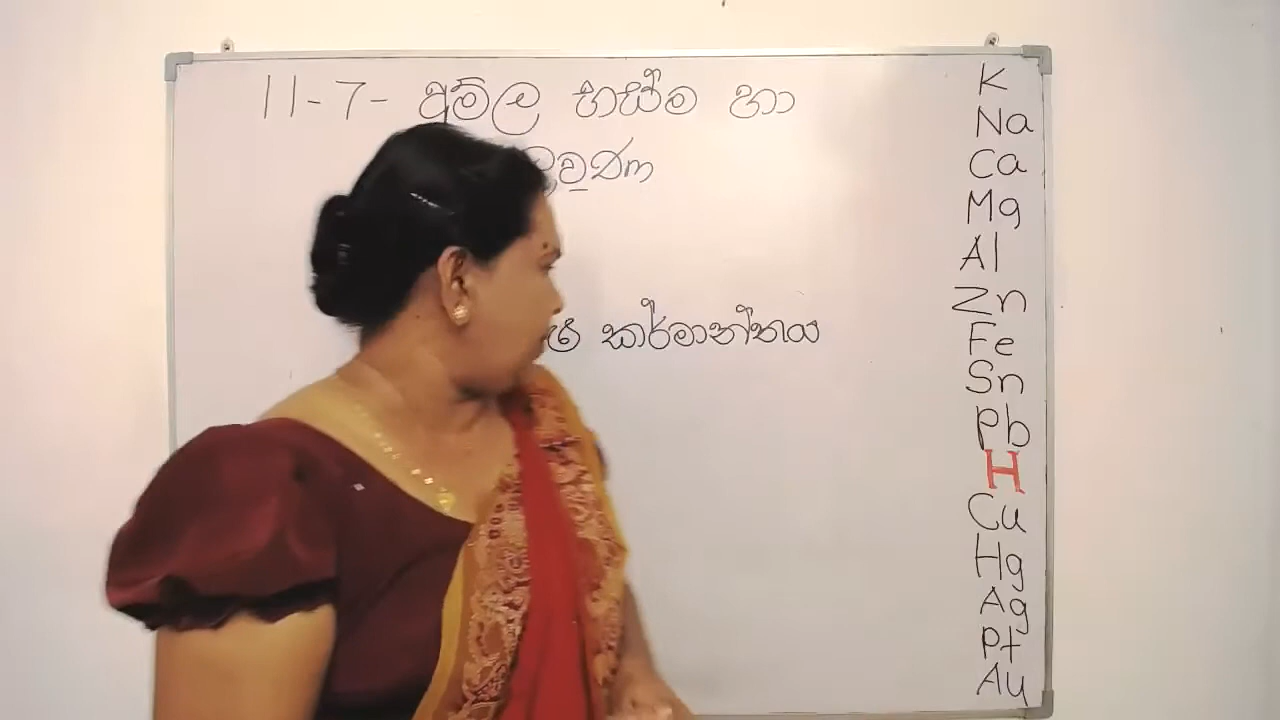 11-7- අම්ල භස්ම හා
ලවණ
කර්මාන්තය
K
Na
Ca
Mg
Al
Zn
Fe
Sn
Pb
H
Cu
Hg
Ag
Pt
Au